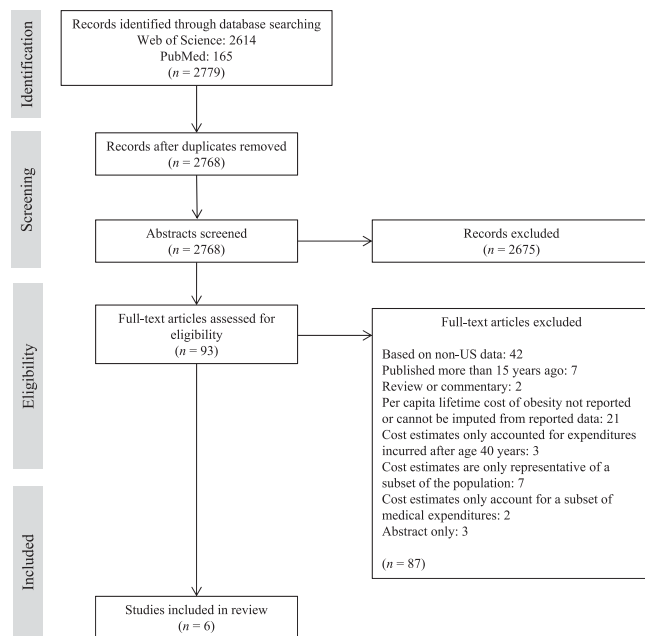 Identification
Records identified through database searching
Web of Science: 2614
PubMed: 165
(n = 2779)
Screening
Records after duplicates removed
(n = 2768)
Abstracts screened
(n = 2768)
Records excluded
(n = 2675)
Eligibility
Full-text articles assessed for
eligibility
(n = 93)
Full-text articles excluded
Based on non-US data: 42
Published more than 15 years ago: 7
Review or commentary: 2
Per capita lifetime cost of obesity not reported
or cannot be imputed from reported data: 21
Cost estimates only accounted for expenditures
incurred after age 40 years: 3
Cost estimates are only representative of a
subset of the population: 7
Cost estimates only account for a subset of
medical expenditures: 2
Abstract only: 3
(n = 87)
Included
Studies included in review
(n = 6)